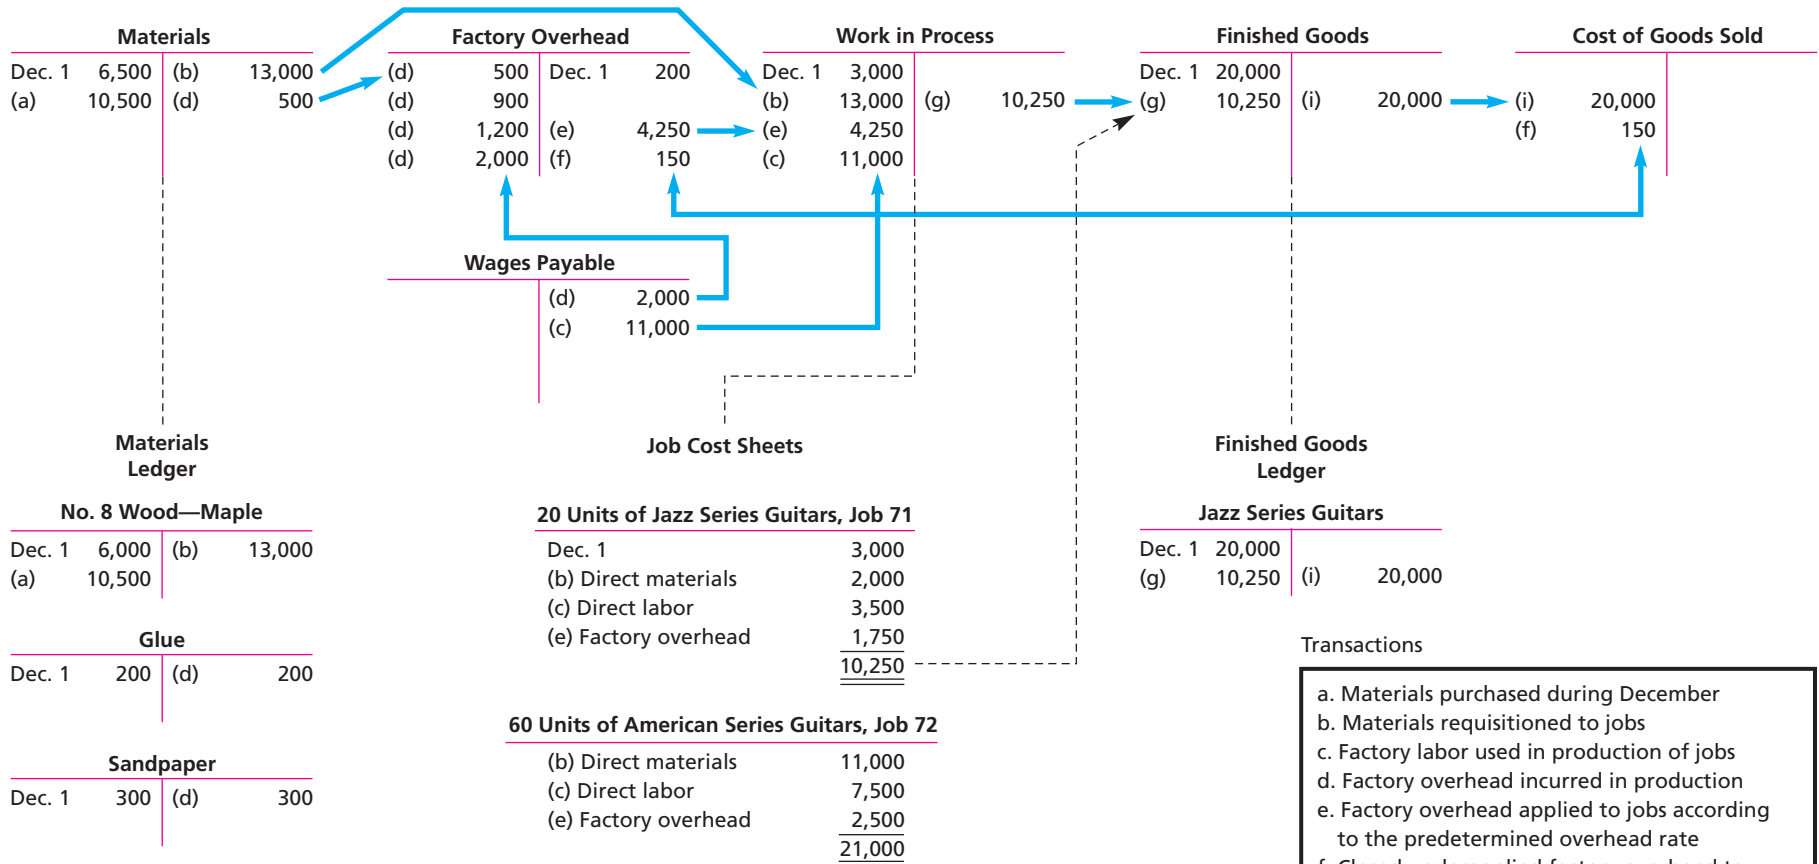 Materials
Dec. 1 6,500 (b) 13,000
(a) 10,500 (d) 500
Factory Overhead
(d) 500 Dec. 1 200
(d) 900
(d) 1,200 (e) 4,250
(d) 2,000 (f) 150
Work in Process
Dec. 1 3,000
(b) 13,000 (g) 10,250
(e) 4,250
(c) 11,000
Finished Goods
Dec. 1 20,000
(g) 10,250 (i) 20,000
Cost of Goods Sold
(i) 20,000
(f) 150
Wages Payable
(d) 2,000
(c) 11,000
Materials
Ledger
No. 8 Wood—Maple
Dec. 1 6,000 (b) 13,000
(a) 10,500
Glue
Dec. 1 200 (d) 200
Sandpaper
Dec. 1 300 (d) 300
Job Cost Sheets
20 Units of Jazz Series Guitars, Job 71
Dec. 1 3,000
(b) Direct materials 2,000
(c) Direct labor 3,500
(e) Factory overhead 1,750
10,250
60 Units of American Series Guitars, Job 72
(b) Direct materials 11,000
(c) Direct labor 7,500
(e) Factory overhead 2,500
21,000
Finished Goods
Ledger
Jazz Series Guitars
Dec. 1 20,000
(g) 10,250 (i) 20,000
Transactions
a. Materials purchased during December
b. Materials requisitioned to jobs
c. Factory labor used in production of jobs
d. Factory overhead incurred in production
e. Factory overhead applied to jobs according
to the predetermined overhead rate
f. Closed underapplied factory overhead to